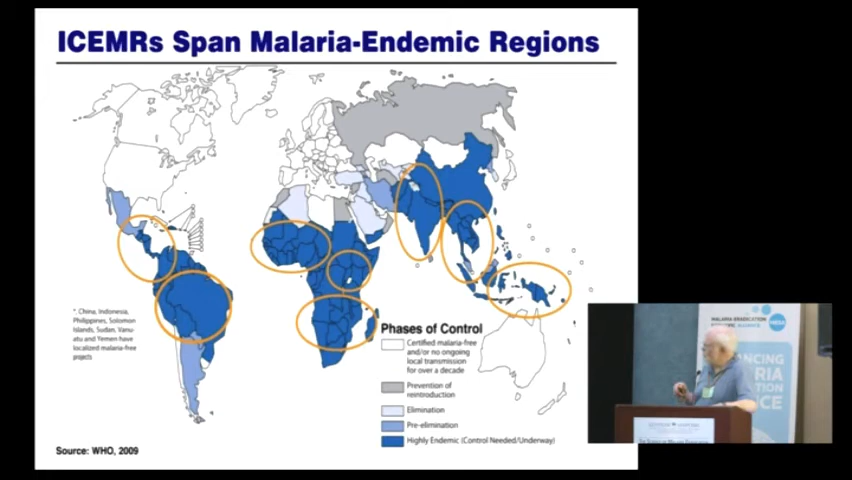 ICEMRs Span Malaria-Endemic Regions
*. China, Indonesia,
Philippines, Solomon
Islands, Sudan, Vanu-
atu and Yemen have
localized malaria-free
projects
Phases of Control
Certified malaria-free
and/or no ongoing
local transmission
for over a decade
Prevention of
reintroduction
Elimination
Pre-elimination
Highly Endemic (Control Needed/Underway)
Source: WHO, 2009
MALARIA ERADICATION